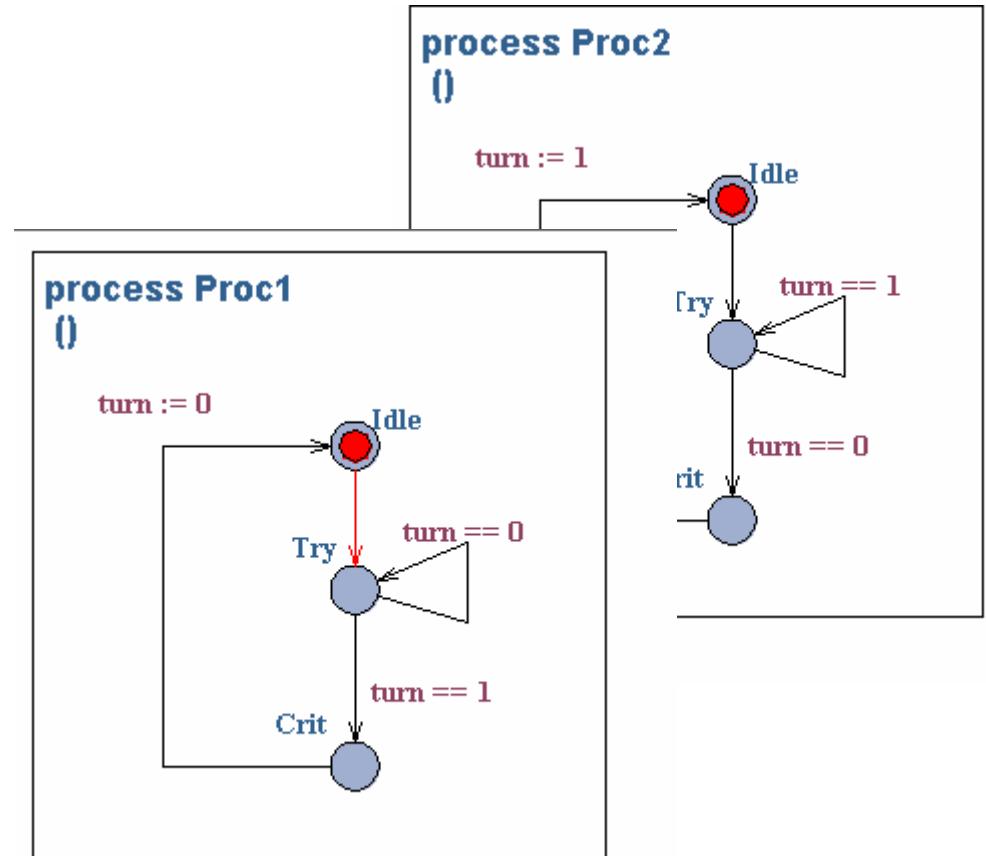 process Proc2
()
turn := 1
Idle
turn == 1
Try
turn == 0
rit
process Proc1
()
turn := 0
Idle
turn == 0
Try
turn == 1
Crit